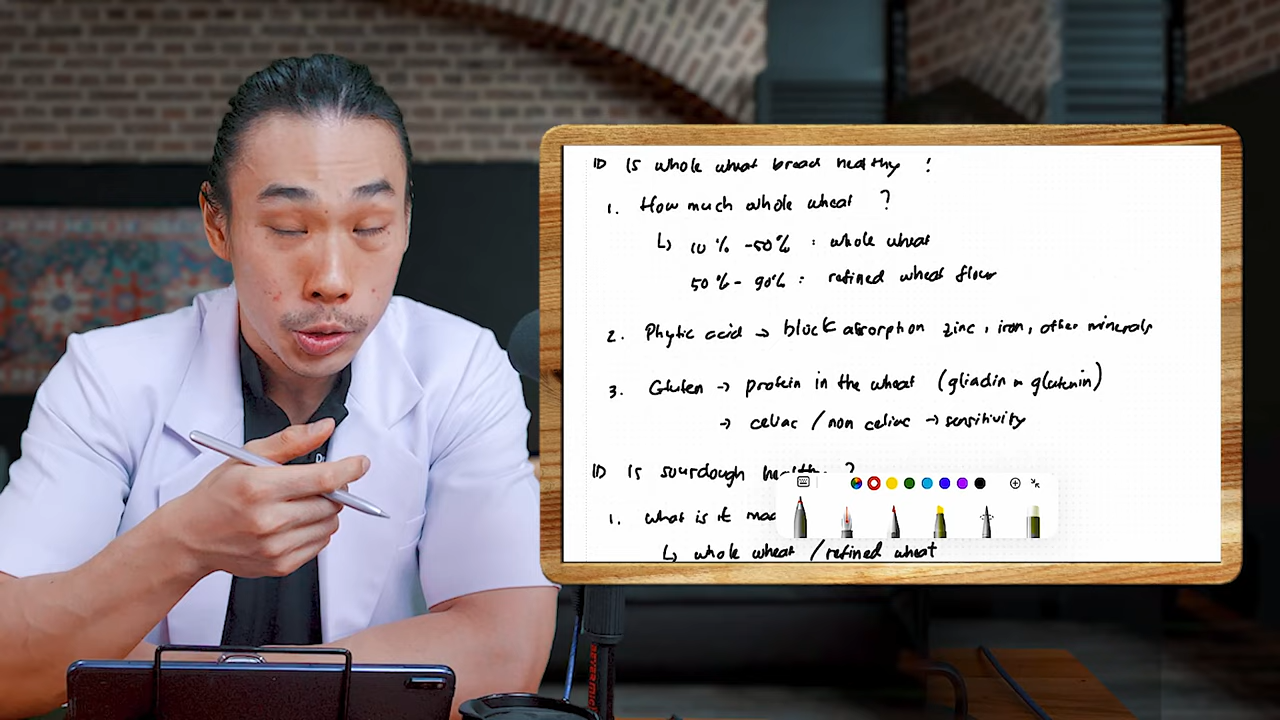 ID Is whole wheat bread healthy ?
1. How much whole wheat ?
↳ 10 % - 50% : whole wheat
50 % - 90% : refined wheat flour
2. Phytic acid → block absorption zinc, iron, other minerals
3. Gluten → protein in the wheat (gliadin glutenin)
→ celiac / non celiac → sensitivity
ID Is sourdough ?
1. what is it
↳ whole wheat / refined wheat